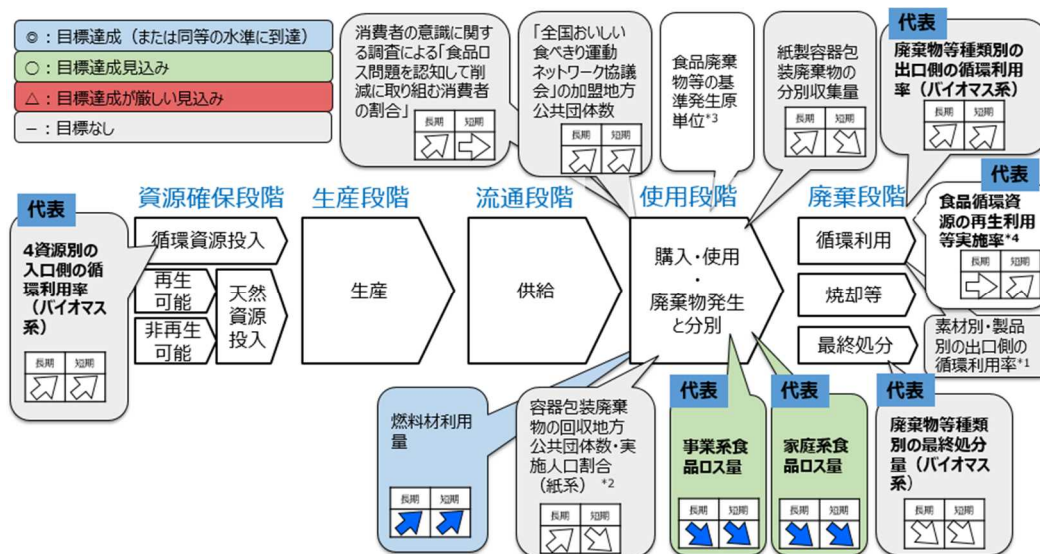 ◎：目標達成（または同等の水準に到達）
○：目標達成見込み
△：目標達成が厳しい見込み
－：目標なし
消費者の意識に関す
る調査による「食品ロ
ス問題を認知して削
減に取り組む消費者
の割合」
長期 短期
「全国おいしい
食べきり運動
ネットワーク協議
会」の加盟地方
公共団体数
長期 短期
食品廃棄
物等の基
準発生原
単位*3
紙製容器包
装廃棄物の
分別収集量
長期 短期
代表
廃棄物等種類別の
出口側の循環利用
率（バイオマス系）
長期 短期
資源確保段階
生産段階
流通段階
使用段階
廃棄段階
代表
4資源別の
入口側の循
環利用率
（バイオマス
系）
長期 短期
循環資源投入
再生
可能
非再生
可能
天然
資源
投入
生産
供給
購入・使用
・
廃棄物発生
と分別
循環利用
焼却等
最終処分
代表
食品循環資
源の再生利用
等実施率*4
長期 短期
素材別・製品
別の出口側の
循環利用率*1
燃料材利用
量
長期 短期
容器包装廃棄
物の回収地方
公共団体数・実
施人口割合
（紙系） *2
長期 短期
代表
事業系食
品ロス量
長期 短期
代表
家庭系食
品ロス量
長期 短期
代表
廃棄物等種類
別の最終処分
量（バイオマス
系）
長期 短期